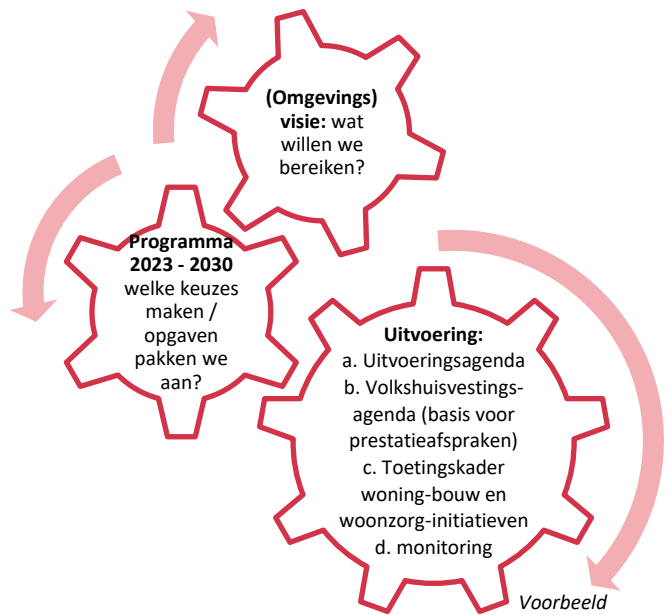 (Omgevings)
visie: wat
willen we
bereiken?
Programma
2023 - 2030
welke keuzes
maken /
opgaven
pakken we
aan?
Uitvoering:
a. Uitvoeringsagenda
b. Volkshuisvestings-
agenda (basis voor
prestatieafspraken)
c. Toetingskader
woning-bouw en
woonzorg-initiatieven
d. monitoring
Voorbeeld